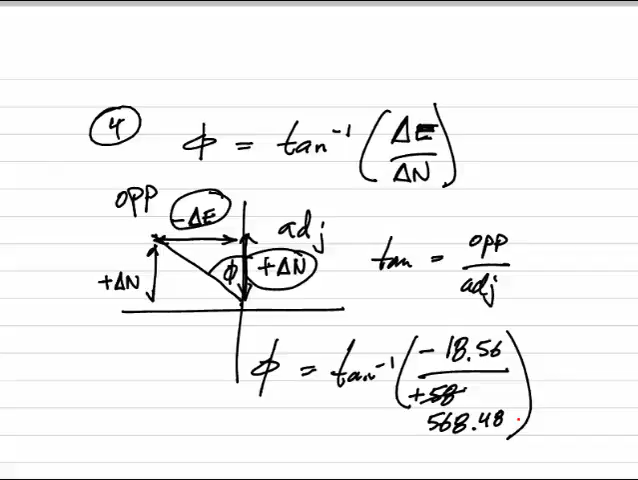 4
ϕ = tan⁻¹ (ΔE/ΔN)
opp
-ΔE
adj
+ΔN
ϕ
+ΔN
tan = opp/adj
ϕ = tan⁻¹ (-18.56/
+58
568.48)